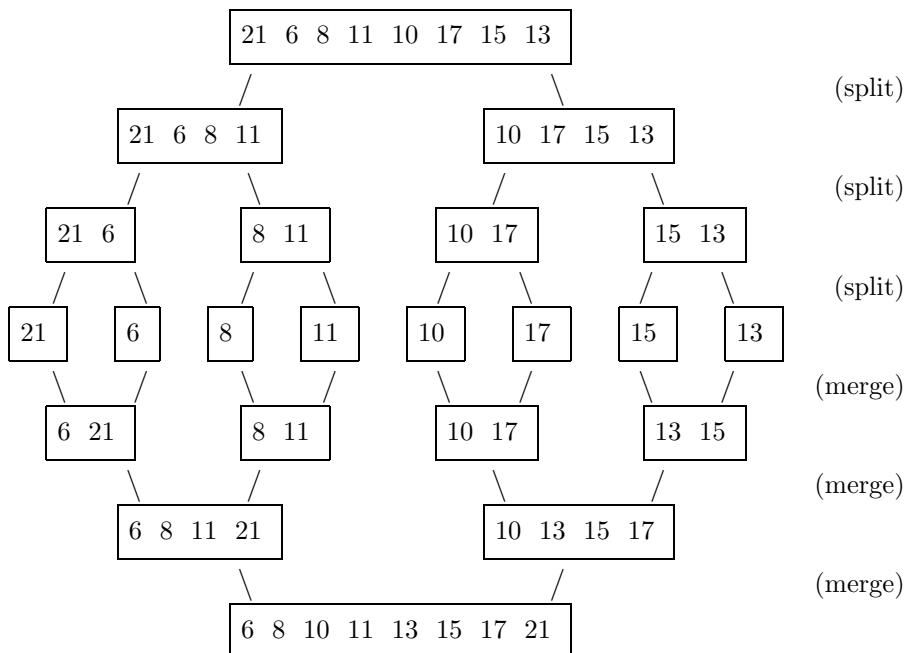 21 6 8 11 10 17 15 13
(split)
21 6 8 11 10 17 15 13
(split)
21 6 8 11 10 17 15 13
(split)
21 6 8 11 10 17 15 13
(merge)
6 21 8 11 10 17 13 15
(merge)
6 8 11 21 10 13 15 17
(merge)
6 8 10 11 13 15 17 21